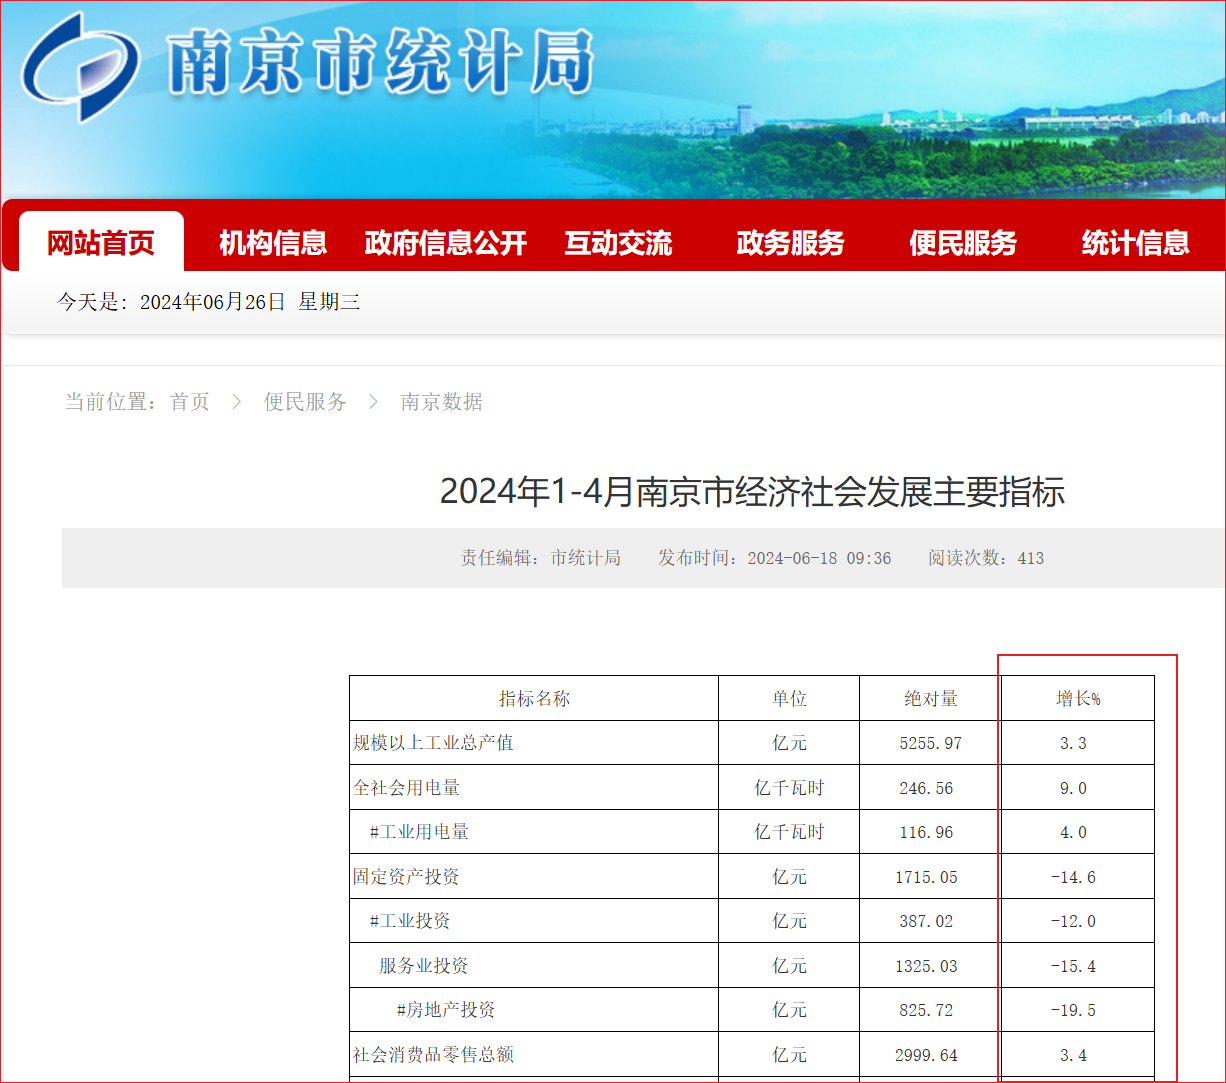 南京市统计局
网站首页 机构信息 政府信息公开 互动交流 政务服务 便民服务 统计信息
今天是: 2024年06月26日 星期三
当前位置: 首页 > 便民服务 > 南京数据
2024年1-4月南京市经济社会发展主要指标
责任编辑: 市统计局 发布时间: 2024-06-18 09:36 阅读次数: 413
指标名称 单位 绝对量 增长%
规模以上工业总产值 亿元 5255.97 3.3
全社会用电量 亿千瓦时 246.56 9.0
#工业用电量 亿千瓦时 116.96 4.0
固定资产投资 亿元 1715.05 -14.6
#工业投资 亿元 387.02 -12.0
服务业投资 亿元 1325.03 -15.4
#房地产投资 亿元 825.72 -19.5
社会消费品零售总额 亿元 2999.64 3.4